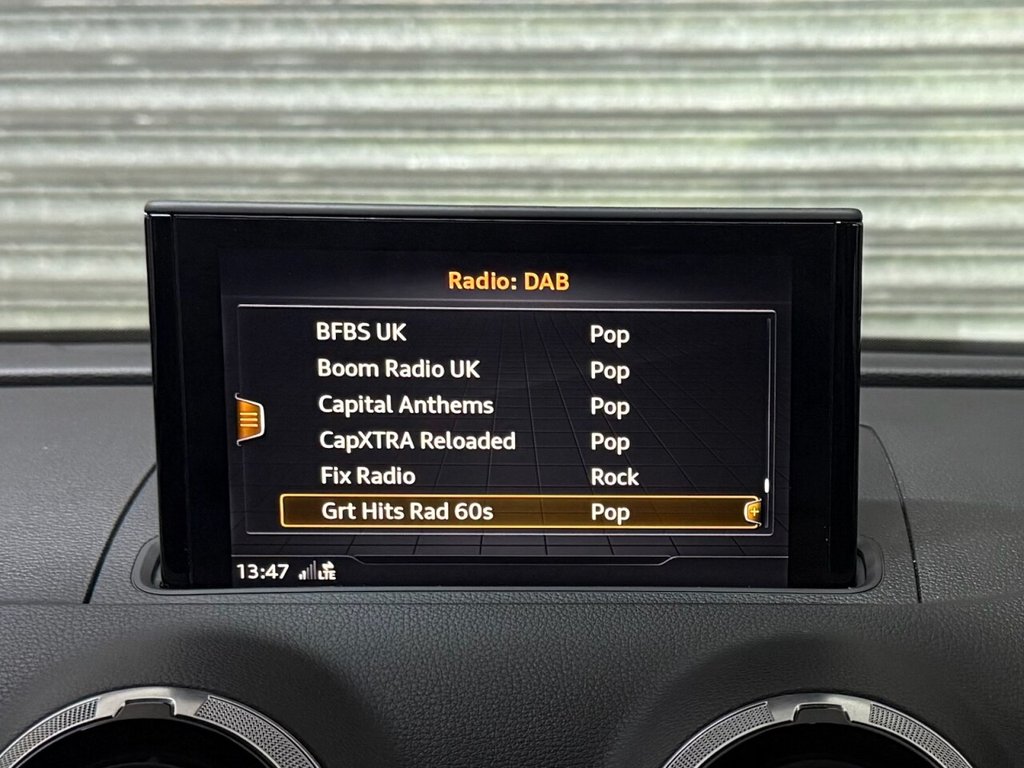 Radio: DAB
BFBS UK Pop
Boom Radio UK Pop
Capital Anthems Pop
CapXTRA Reloaded Pop
Fix Radio Rock
Grt Hits Rad 60s Pop
13:47 LTE